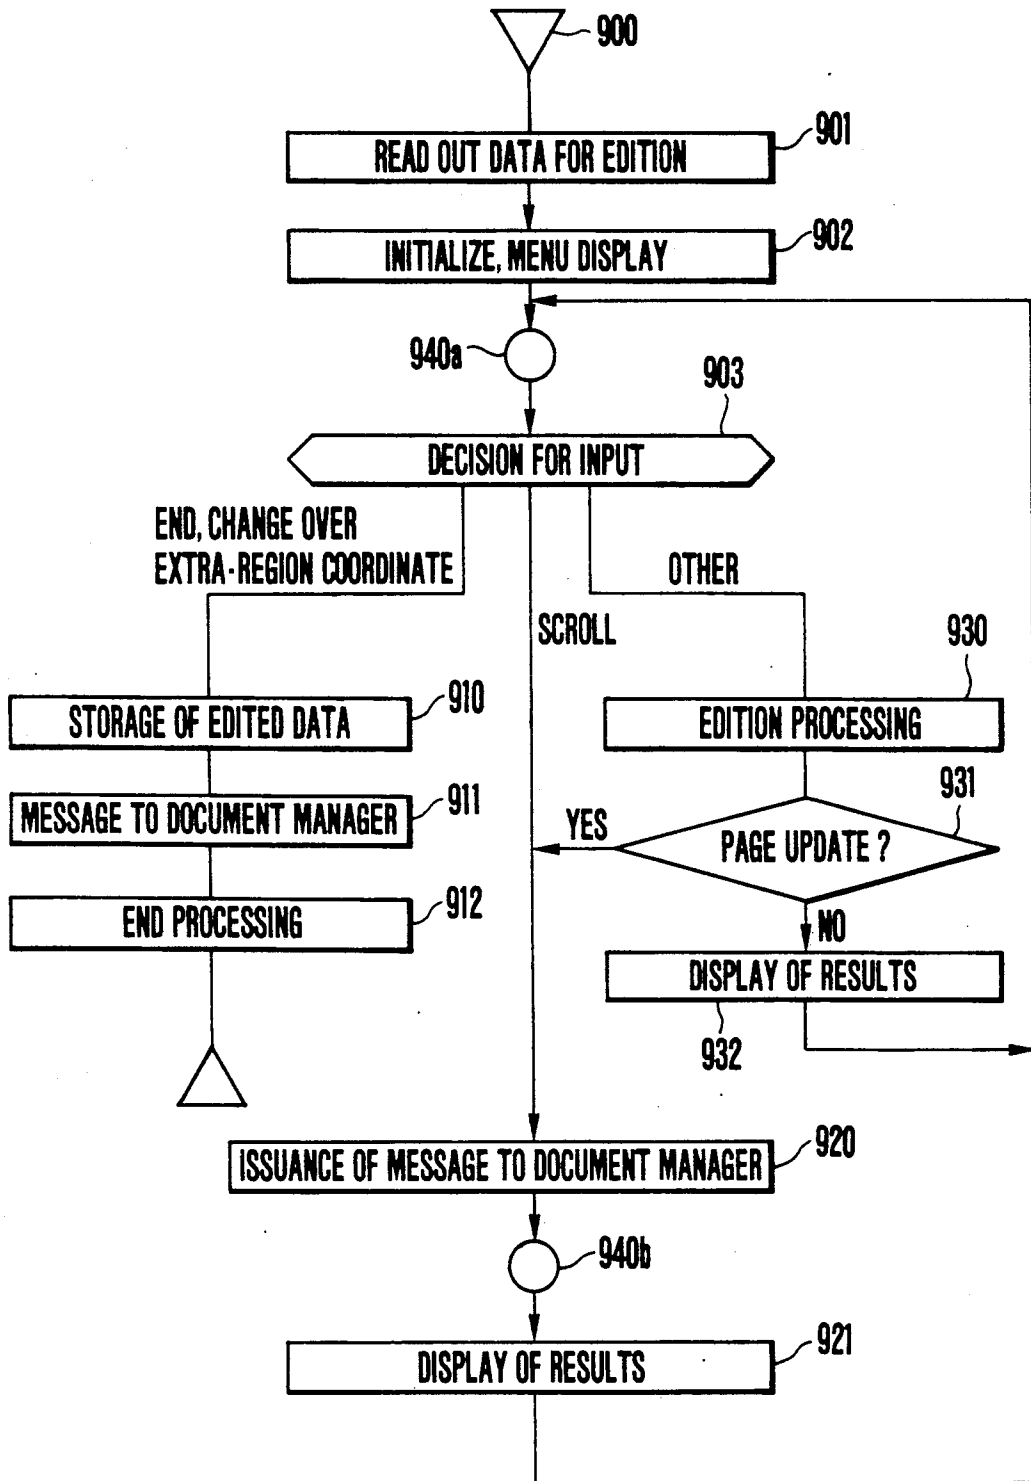 900
901
READ OUT DATA FOR EDITION
902
INITIALIZE, MENU DISPLAY
940a
903
DECISION FOR INPUT
END, CHANGE OVER
EXTRA-REGION COORDINATE
OTHER
SCROLL
930
910
STORAGE OF EDITED DATA
EDITION PROCESSING
931
911
MESSAGE TO DOCUMENT MANAGER
YES
PAGE UPDATE ?
912
END PROCESSING
NO
DISPLAY OF RESULTS
932
920
ISSUANCE OF MESSAGE TO DOCUMENT MANAGER
940b
921
DISPLAY OF RESULTS